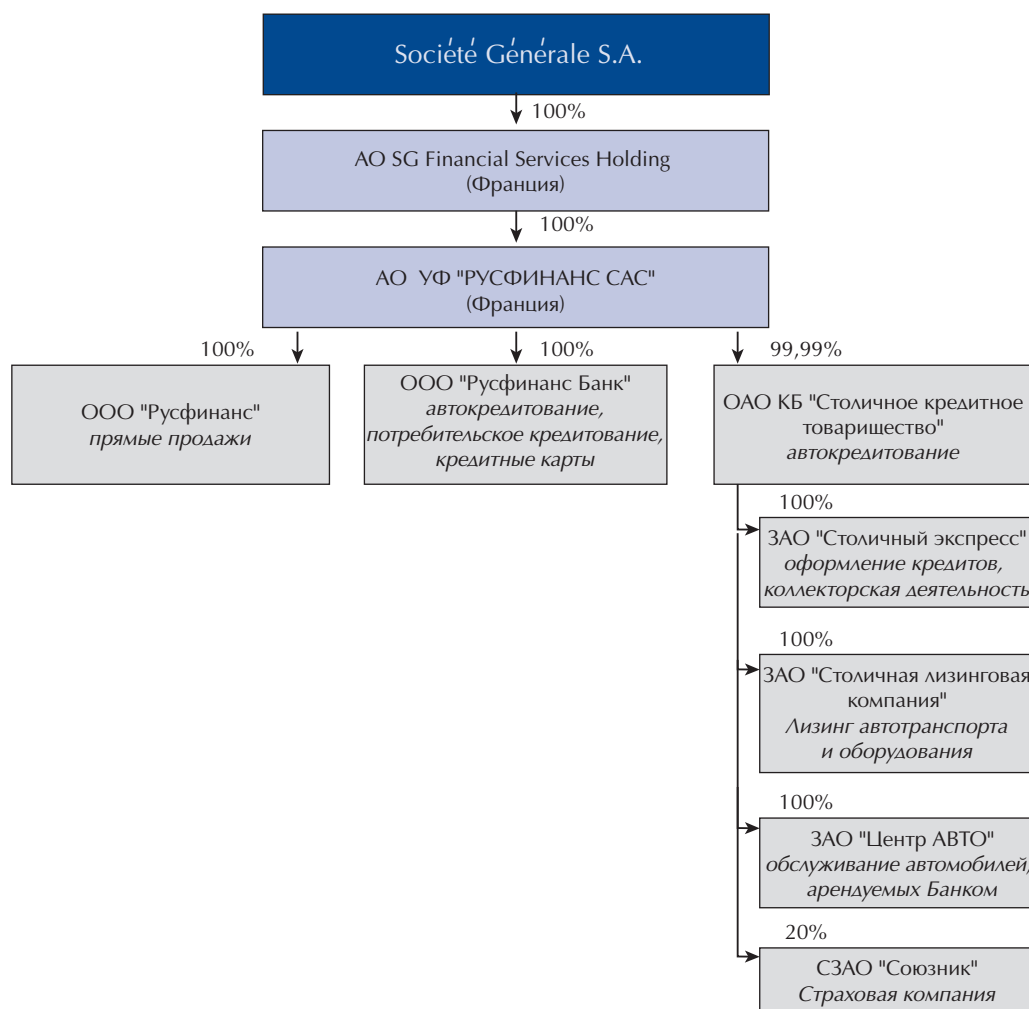 Société Générale S.A.
100%
АО SG Financial Services Holding
(Франция)
100%
АО УФ "РУСФИНАНС САС"
(Франция)
100%
100%
99,99%
ООО "Русфинанс"
прямые продажи
ООО "Русфинанс Банк"
автокредитование,
потребительское кредитование,
кредитные карты
ОАО КБ "Столичное кредитное
товарищество"
автокредитование
100%
ЗАО "Столичный экспресс"
оформление кредитов,
коллекторская деятельность
100%
ЗАО "Столичная лизинговая
компания"
Лизинг автотранспорта
и оборудования
100%
ЗАО "Центр АВТО"
обслуживание автомобилей,
арендуемых Банком
20%
СЗАО "Союзник"
Страховая компания